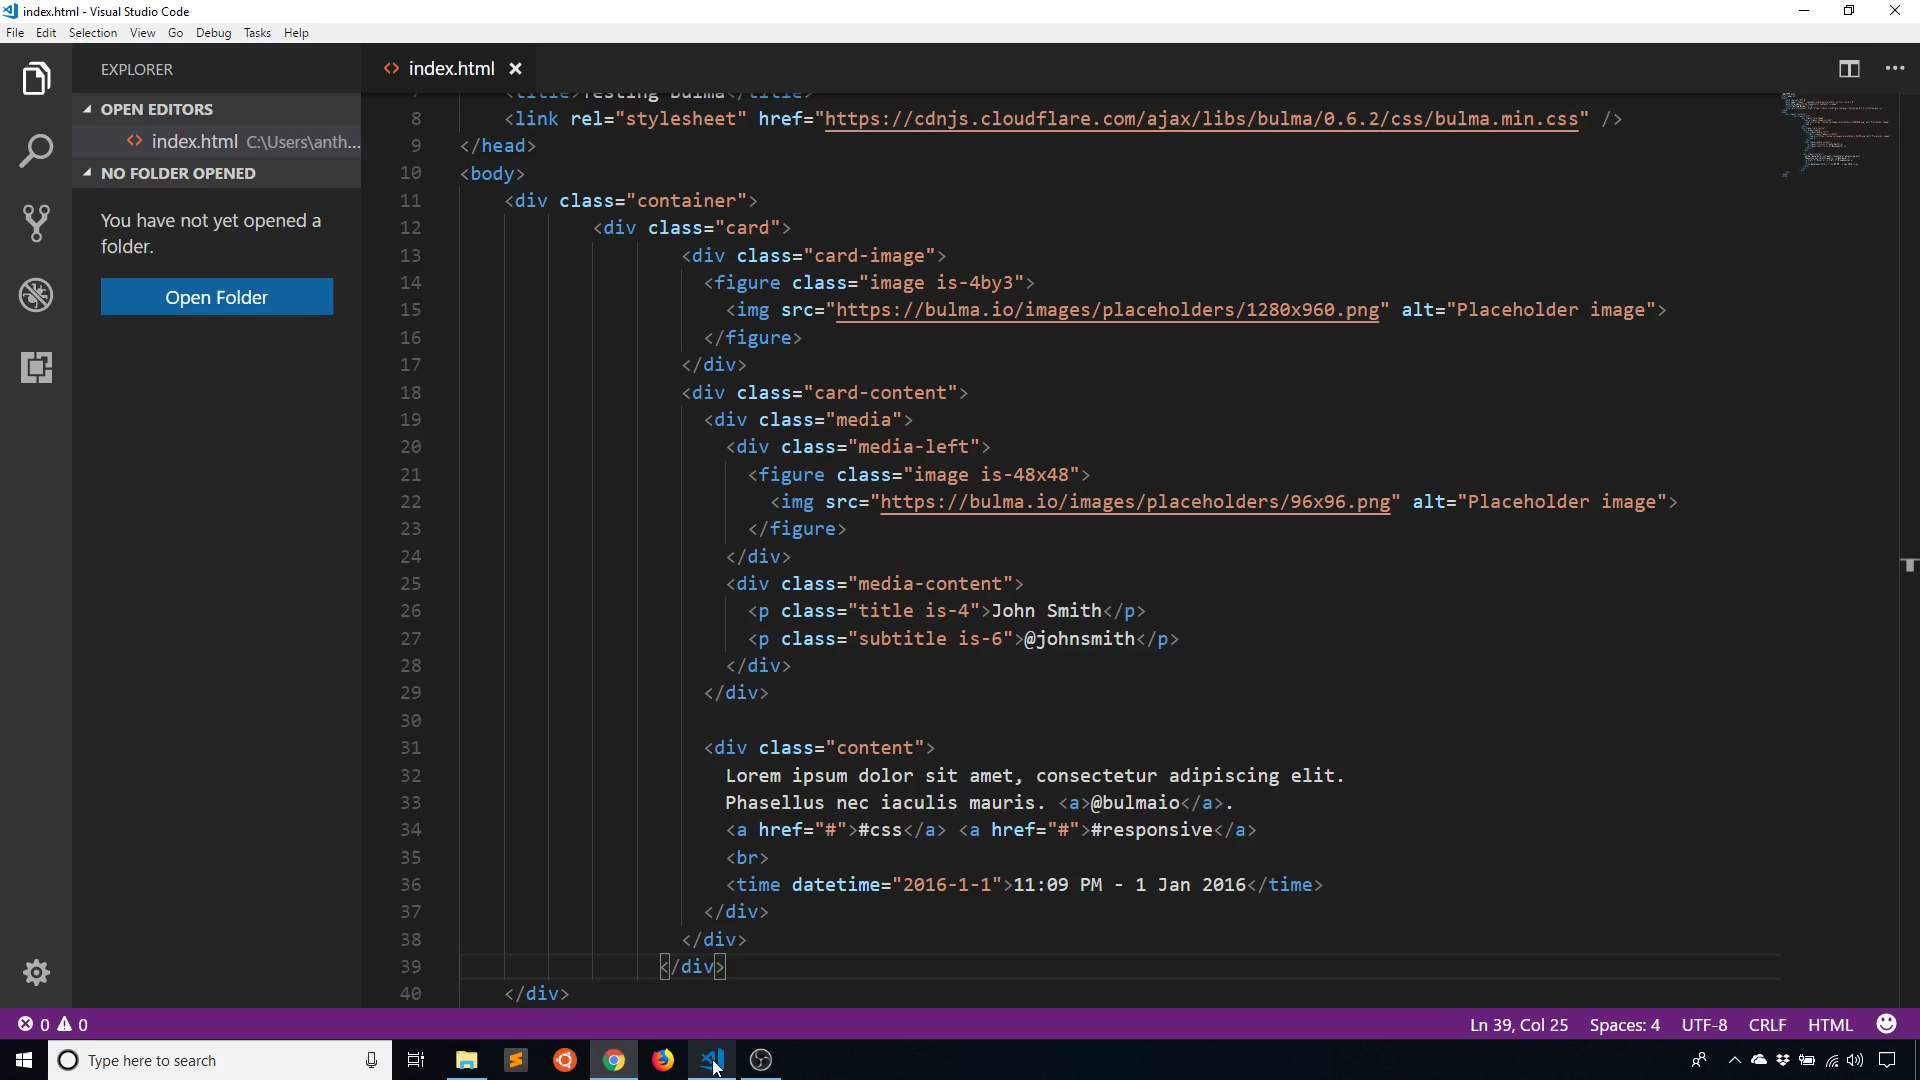 index.html - Visual Studio Code
File Edit Selection View Go Debug Tasks Help
EXPLORER
OPEN EDITORS
index.html C:\Users\anth...
NO FOLDER OPENED
You have not yet opened a
folder.
Open Folder
index.html
7 <title>Testing Bulma</title>
8 <link rel="stylesheet" href="https://cdnjs.cloudflare.com/ajax/libs/bulma/0.6.2/css/bulma.min.css" />
9 </head>
10 <body>
11 <div class="container">
12 <div class="card">
13 <div class="card-image">
14 <figure class="image is-4by3">
15 <img src="https://bulma.io/images/placeholders/1280x960.png" alt="Placeholder image">
16 </figure>
17 </div>
18 <div class="card-content">
19 <div class="media">
20 <div class="media-left">
21 <figure class="image is-48x48">
22 <img src="https://bulma.io/images/placeholders/96x96.png" alt="Placeholder image">
23 </figure>
24 </div>
25 <div class="media-content">
26 <p class="title is-4">John Smith</p>
27 <p class="subtitle is-6">@johnsmith</p>
28 </div>
29 </div>
30
31 <div class="content">
32 Lorem ipsum dolor sit amet, consectetur adipiscing elit.
33 Phasellus nec iaculis mauris. <a>@bulmaio</a>.
34 <a href="#">#css</a> <a href="#">#responsive</a>
35 <br>
36 <time datetime="2016-1-1">11:09 PM - 1 Jan 2016</time>
37 </div>
38 </div>
39 </div>
40 </div>
0 0
Ln 39, Col 25 Spaces: 4 UTF-8 CRLF HTML
Type here to search